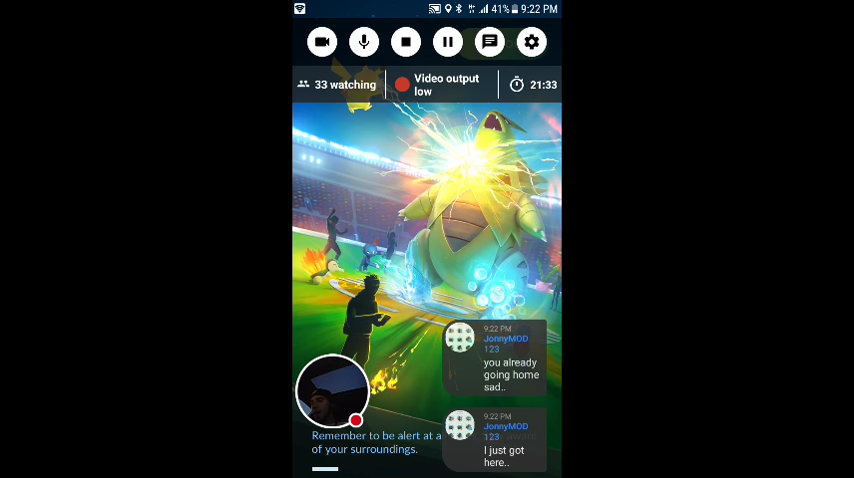 41% 9:22 PM
33 watching
Video output
low
21:33
9:22 PM
JonnyMOD
123
you already
going home
sad..
9:22 PM
JonnyMOD
123
I just got
here..
Remember to be alert at a
of your surroundings.